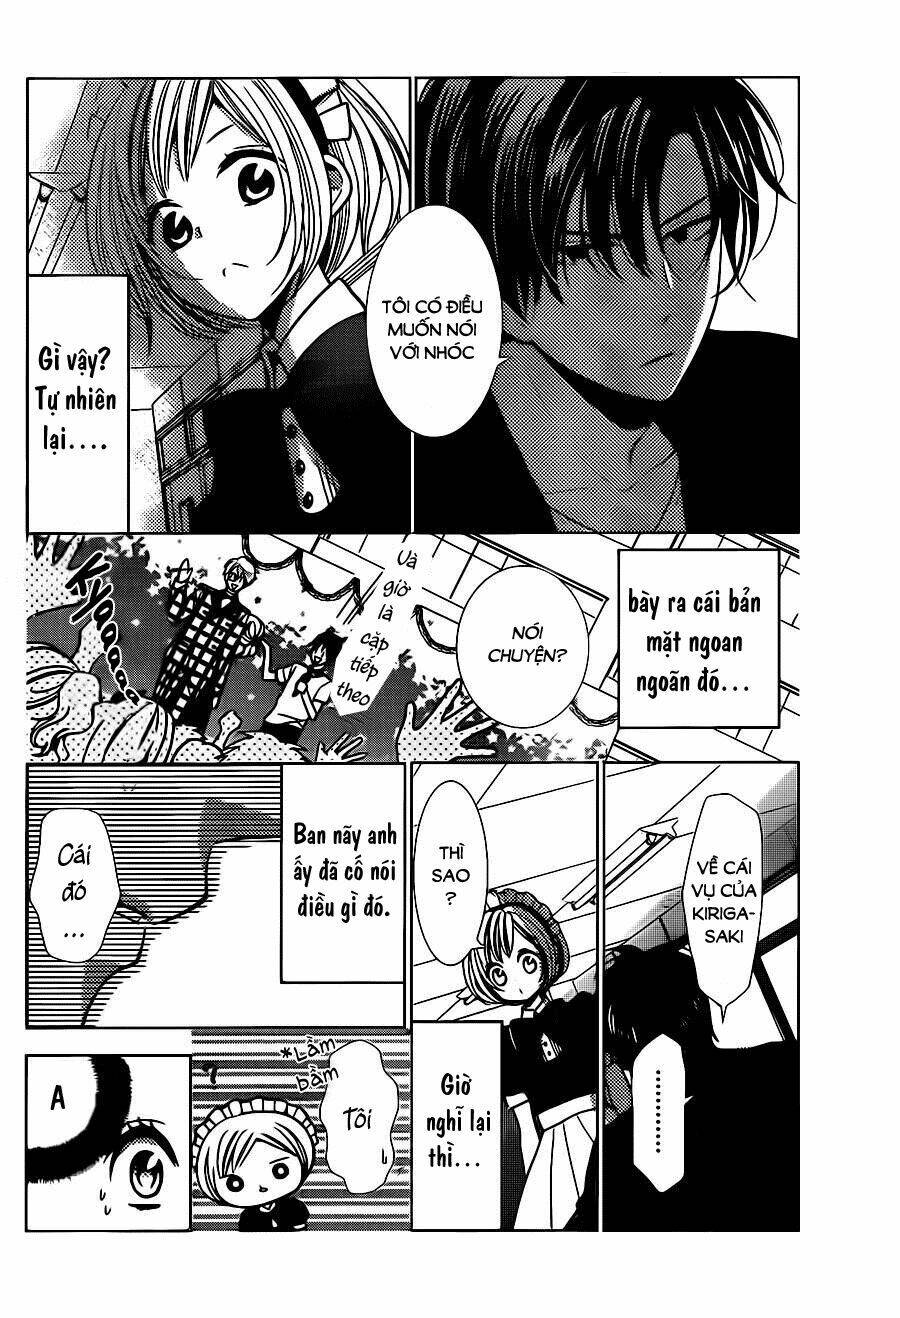 TÔI CÓ ĐIỀU
MUỐN NÓI
VỚI NHÓC
Gì vậy?
Tự nhiên
lại....
bày ra cái bản
mặt ngoan
ngoãn đó...
NÓI
CHUYỆN?
Và
giờ
là
cặp
tiếp
theo
Kyaaaa
VỀ CÁI
VỤ CỦA
KIRIGA-
SAKI
........
THÌ
SAO
?
Giờ
nghĩ lại
thì...
Ban nãy anh
ấy đã cố nói
điều gì đó.
Cái
đó
...
*Lầm
bầm
Tôi
?
A